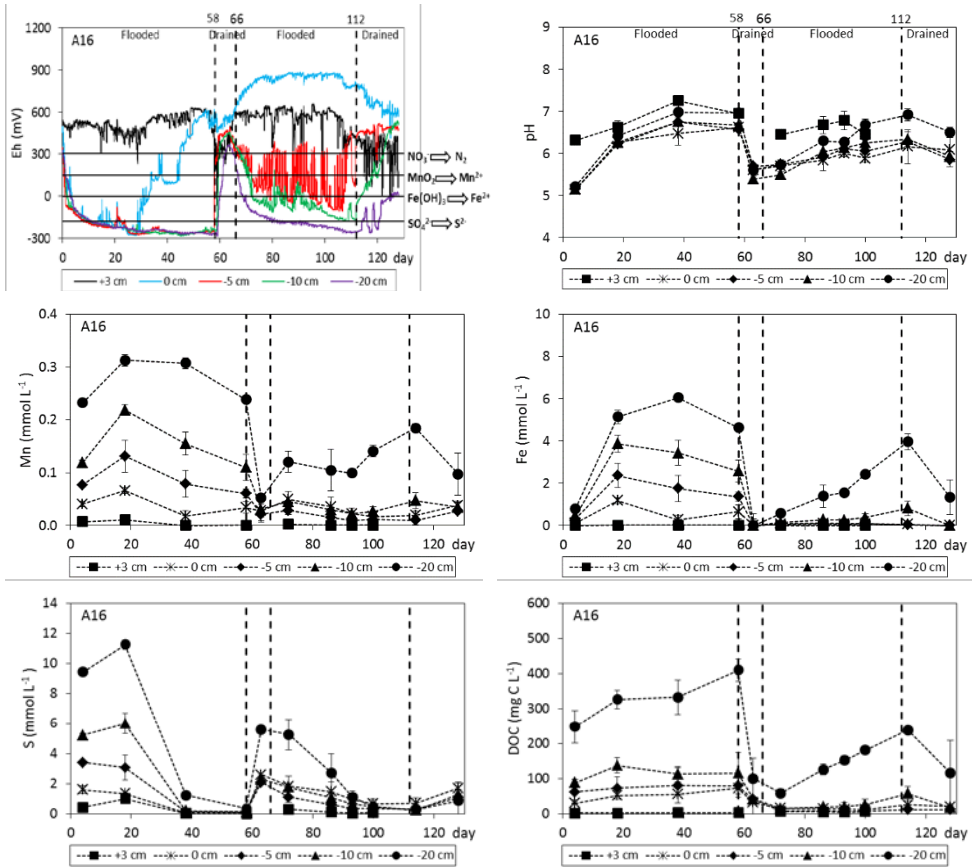 58 66 112
Flooded Drained Flooded Drained
A16
1200
900
600
300
0
-300
Eh (mV)
NO₃⁻ ⇨ N₂
MnO₂ ⇨ Mn²⁺
Fe(OH)₃ ⇨ Fe²⁺
SO₄²⁻ ⇨ S²⁻
0 20 40 60 80 100 120 day
+3 cm 0 cm -5 cm -10 cm -20 cm
58 66 112
Flooded Drained Flooded Drained
A16
9
8
7
6
5
4
pH
0 20 40 60 80 100 120 day
+3 cm 0 cm -5 cm -10 cm -20 cm
A16
0.4
0.3
0.2
0.1
0.0
Mn (mmol L⁻¹)
0 20 40 60 80 100 day
+3 cm 0 cm -5 cm -10 cm -20 cm
A16
10
8
6
4
2
0
Fe (mmol L⁻¹)
0 20 40 60 80 100 day
+3 cm 0 cm -5 cm -10 cm -20 cm
A16
14
12
10
8
6
4
2
0
S (mmol L⁻¹)
0 20 40 60 80 100 120 day
+3 cm 0 cm -5 cm -10 cm -20 cm
A16
600
500
400
300
200
100
0
DOC (mg C L⁻¹)
0 20 40 60 80 100 120 day
+3 cm 0 cm -5 cm -10 cm -20 cm